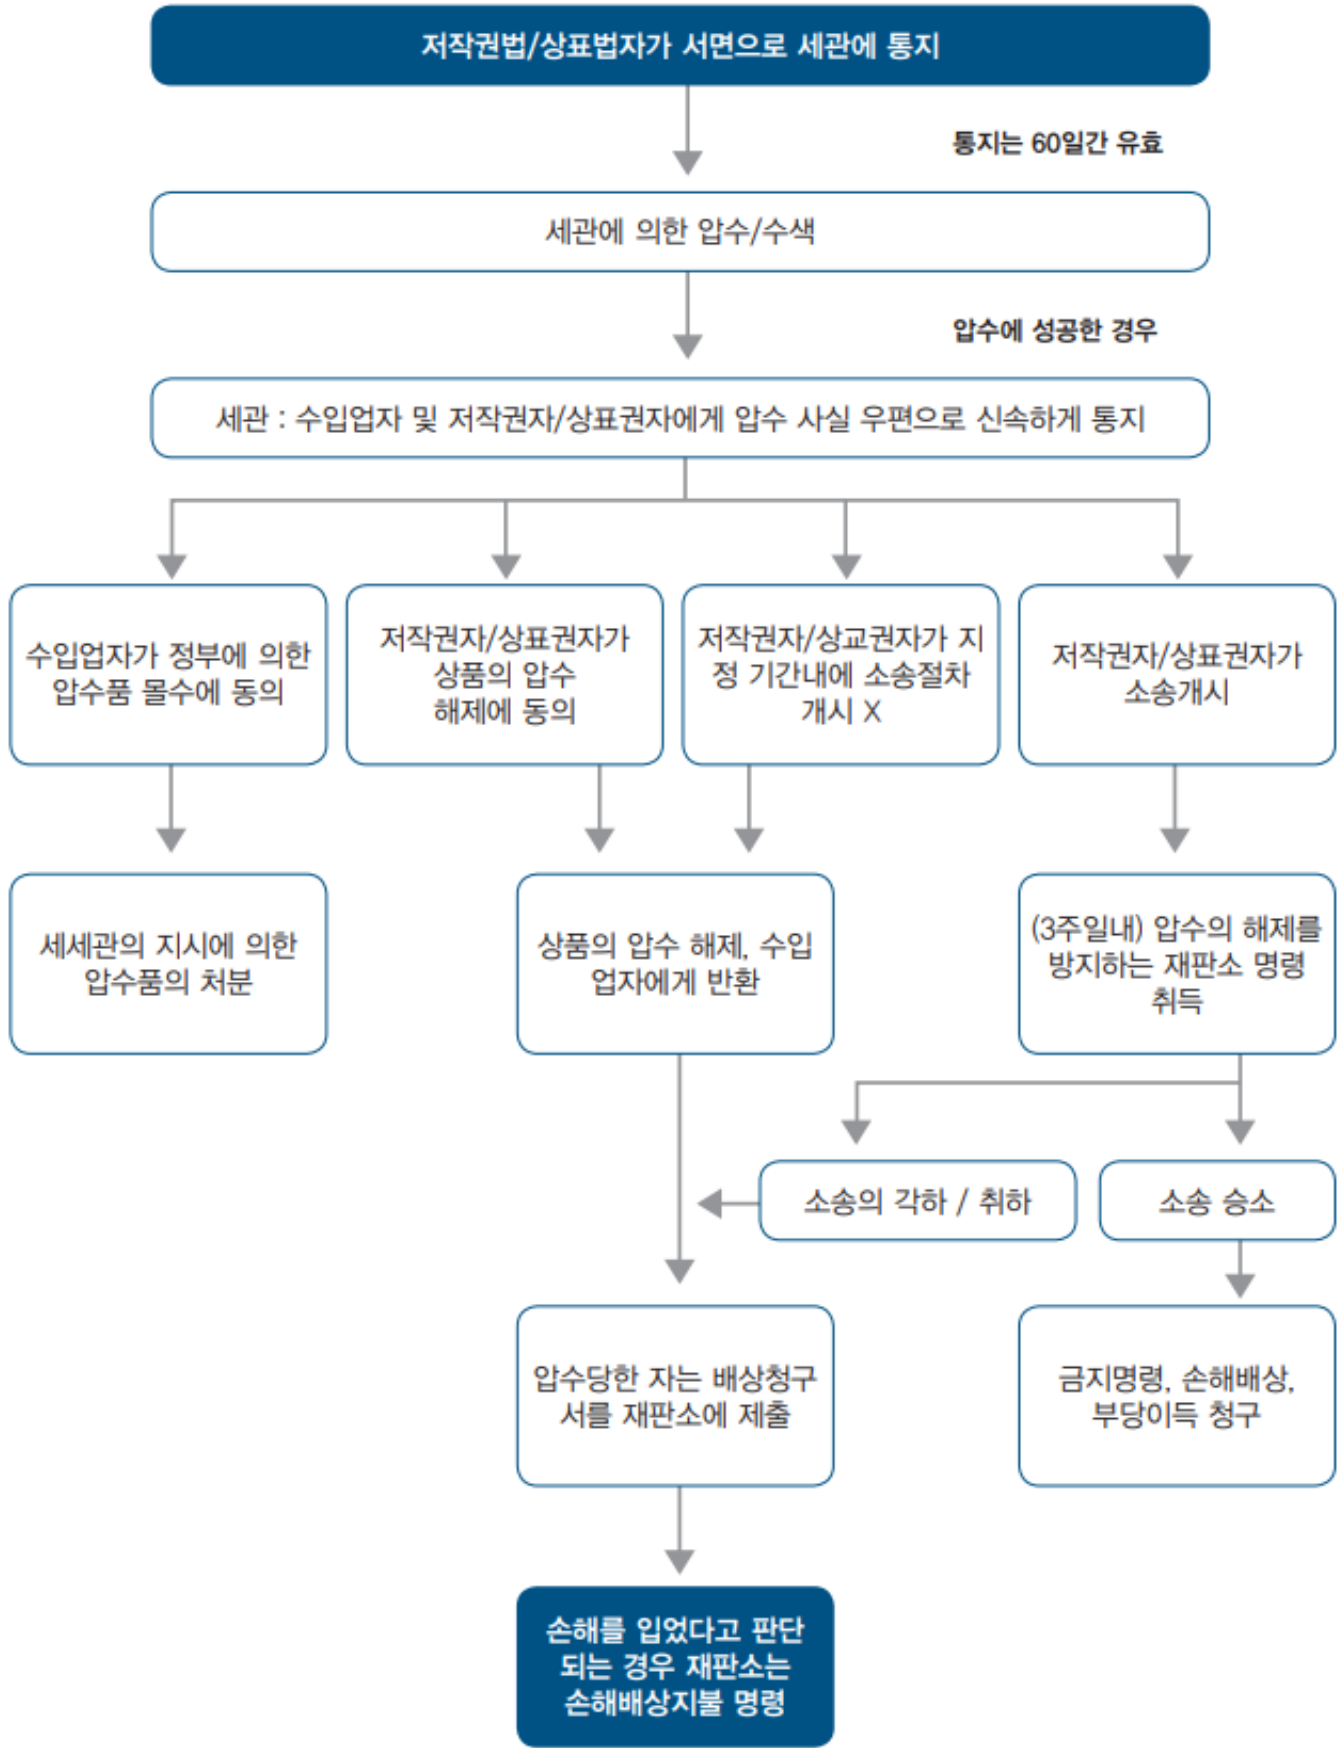 저작권법/상표법자가 서면으로 세관에 통지
통지는 60일간 유효
세관에 의한 압수/수색
압수에 성공한 경우
세관 : 수입업자 및 저작권자/상표권자에게 압수 사실 우편으로 신속하게 통지
수입업자가 정부에 의한
압수품 몰수에 동의
저작권자/상표권자가
상품의 압수
해제에 동의
저작권자/상교권자가 지
정 기간내에 소송절차
개시 X
저작권자/상표권자가
소송개시
세세관의 지시에 의한
압수품의 처분
상품의 압수 해제, 수입
업자에게 반환
(3주일내) 압수의 해제를
방지하는 재판소 명령
취득
소송의 각하 / 취하
소송 승소
압수당한 자는 배상청구
서를 재판소에 제출
금지명령, 손해배상,
부당이득 청구
손해를 입었다고 판단
되는 경우 재판소는
손해배상지불 명령